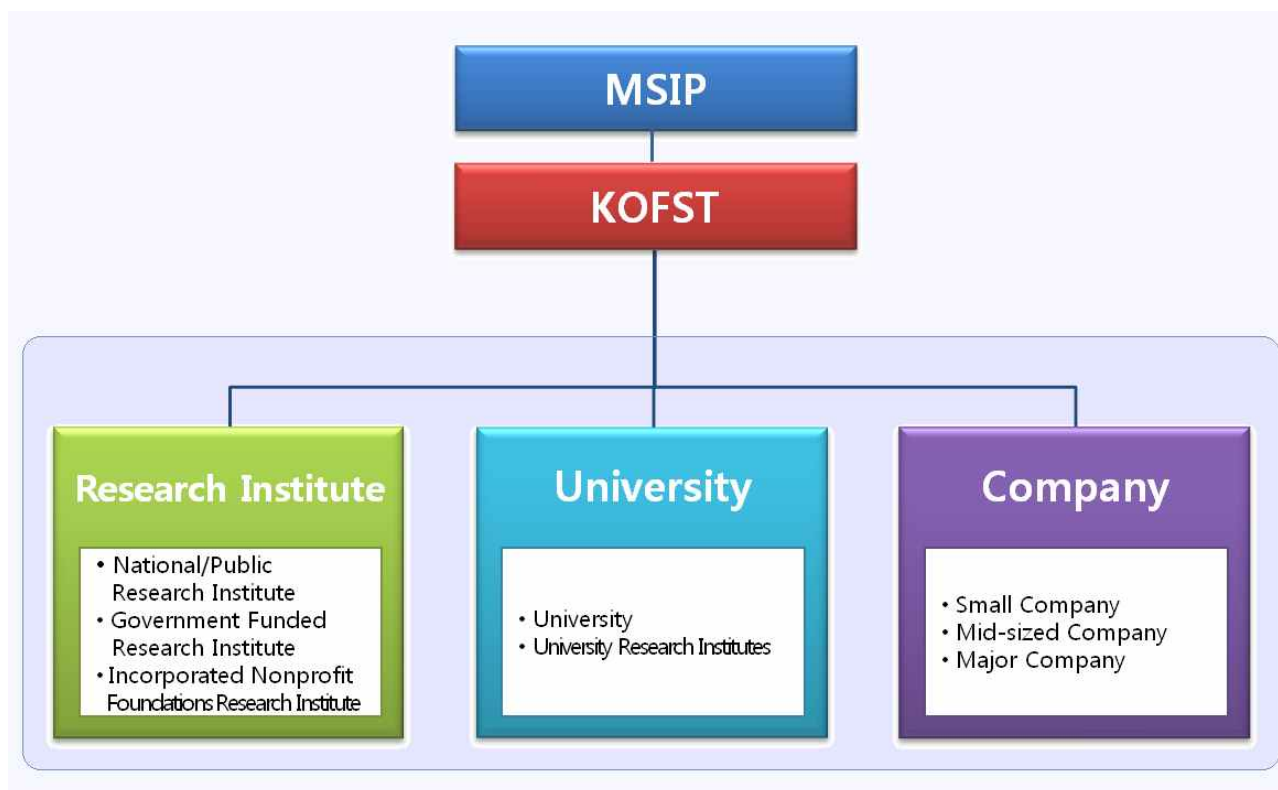 MSIP
KOFST
Research Institute
• National/Public
Research Institute
• Government Funded
Research Institute
• Incorporated Nonprofit
Foundations Research Institute
University
• University
• University Research Institutes
Company
• Small Company
• Mid-sized Company
• Major Company